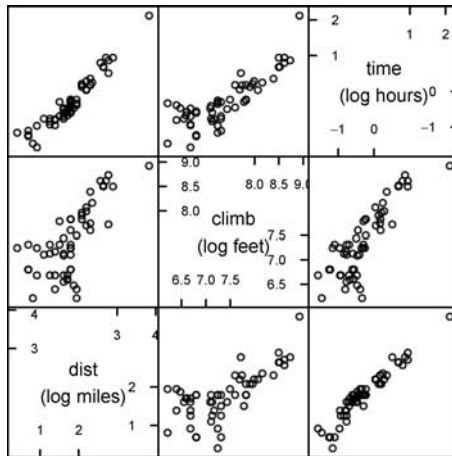 2
1 2
1
time
(log hours) 0
-1 0 -1
9.0
8.0 8.5 9.0
8.5
8.0
climb
(log feet)
7.5
7.0
6.5 7.0 7.5
6.5
4
3 4
3
dist
(log miles)
2
1
1 2